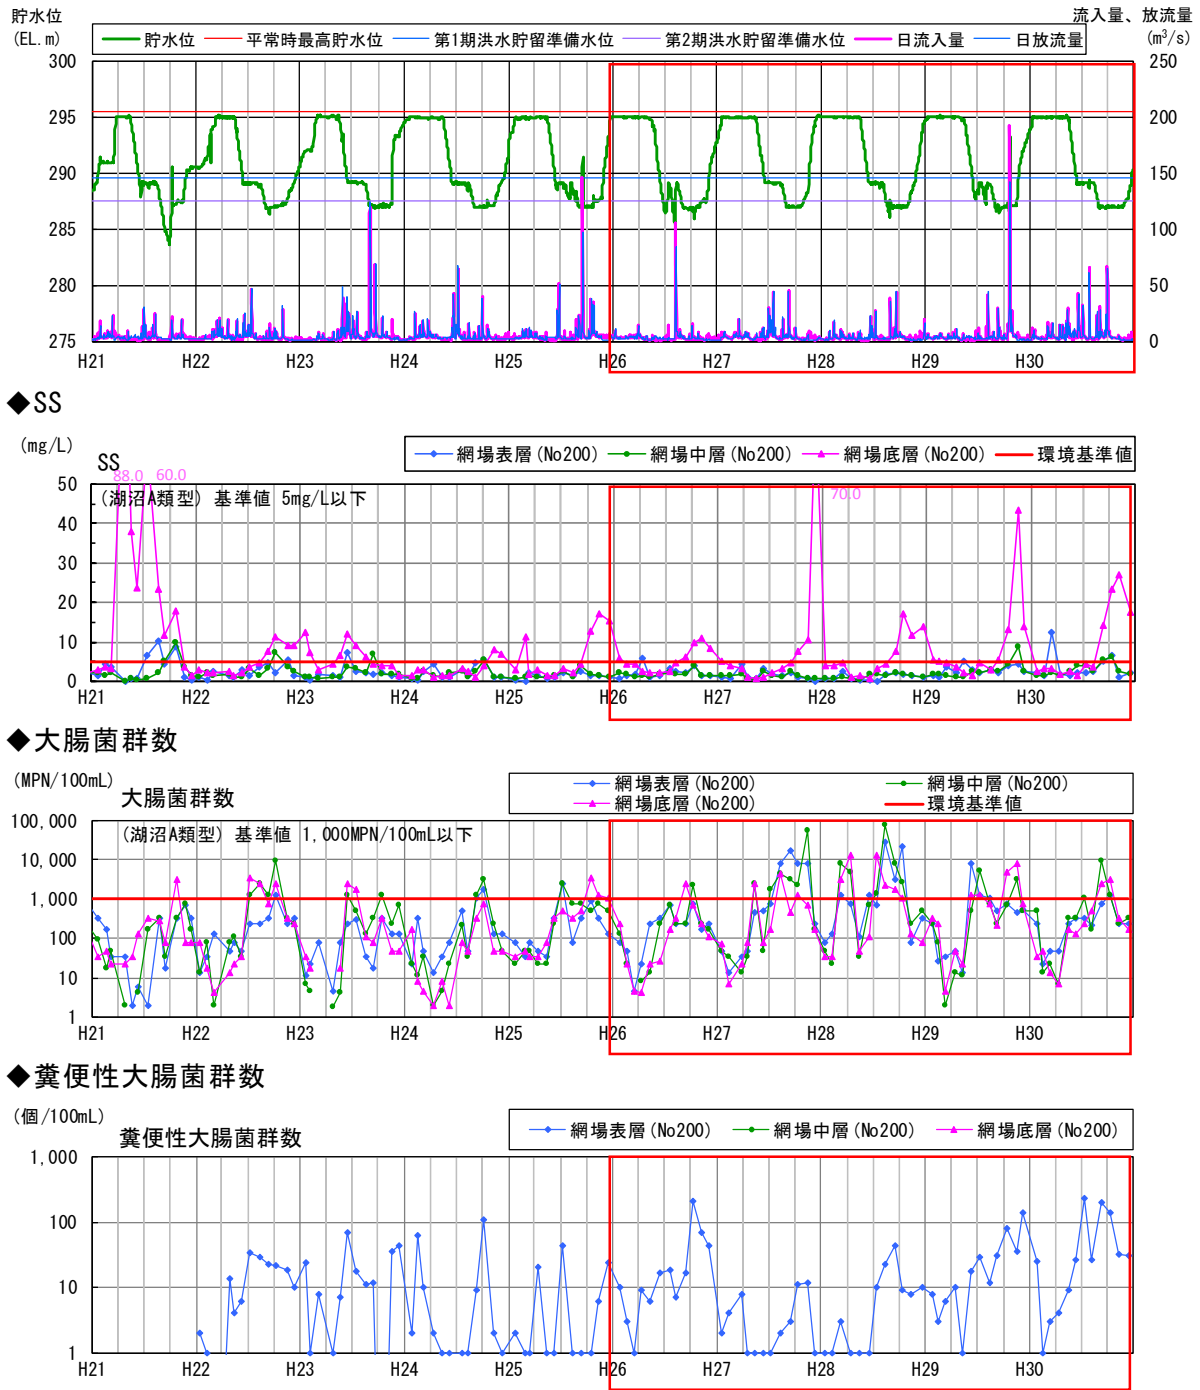 貯水位
(EL.m)
流入量、放流量
(m³/s)
貯水位 平常時最高貯水位 第1期洪水貯留準備水位 第2期洪水貯留準備水位 日流入量 日放流量
300 250
295 200
290 150
285 100
280 50
275 0
H21 H22 H23 H24 H25 H26 H27 H28 H29 H30
◆SS
(mg/L)
SS
網場表層(No200) 網場中層(No200) 網場底層(No200) 環境基準値
88.0 60.0
(湖沼A類型) 基準値 5mg/L以下
70.0
50
40
30
20
10
0
H21 H22 H23 H24 H25 H26 H27 H28 H29 H30
◆大腸菌群数
(MPN/100mL)
大腸菌群数
網場表層(No200) 網場中層(No200)
網場底層(No200) 環境基準値
(湖沼A類型) 基準値 1,000MPN/100mL以下
100,000
10,000
1,000
100
10
1
H21 H22 H23 H24 H25 H26 H27 H28 H29 H30
◆糞便性大腸菌群数
(個/100mL)
糞便性大腸菌群数
網場表層(No200) 網場中層(No200) 網場底層(No200)
1,000
100
10
1
H21 H22 H23 H24 H25 H26 H27 H28 H29 H30